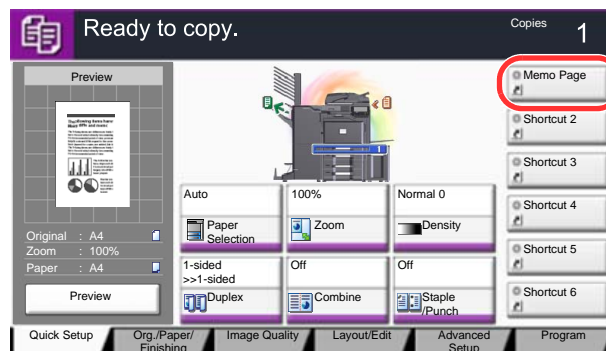 Ready to copy.
Copies 1
Preview
Original : A4
Zoom : 100%
Paper : A4
Preview
Auto
Paper
Selection
100%
Zoom
Normal 0
Density
1-sided
>>1-sided
Duplex
Off
Combine
Off
Staple
/Punch
Memo Page
Shortcut 2
Shortcut 3
Shortcut 4
Shortcut 5
Shortcut 6
Quick Setup
Org./Paper/
Finishing
Image Quality
Layout/Edit
Advanced
Setup
Program